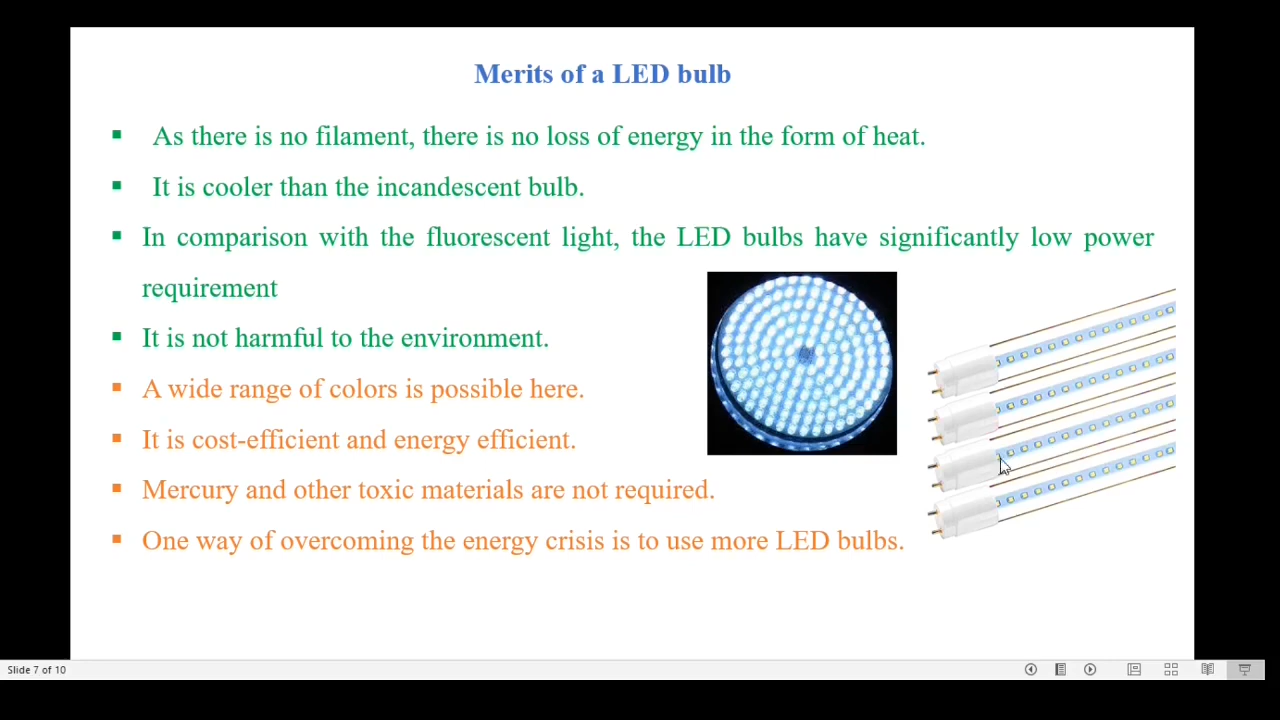 Merits of a LED bulb
▪ As there is no filament, there is no loss of energy in the form of heat.
▪ It is cooler than the incandescent bulb.
▪ In comparison with the fluorescent light, the LED bulbs have significantly low power
requirement
▪ It is not harmful to the environment.
▪ A wide range of colors is possible here.
▪ It is cost-efficient and energy efficient.
▪ Mercury and other toxic materials are not required.
▪ One way of overcoming the energy crisis is to use more LED bulbs.
Slide 7 of 10